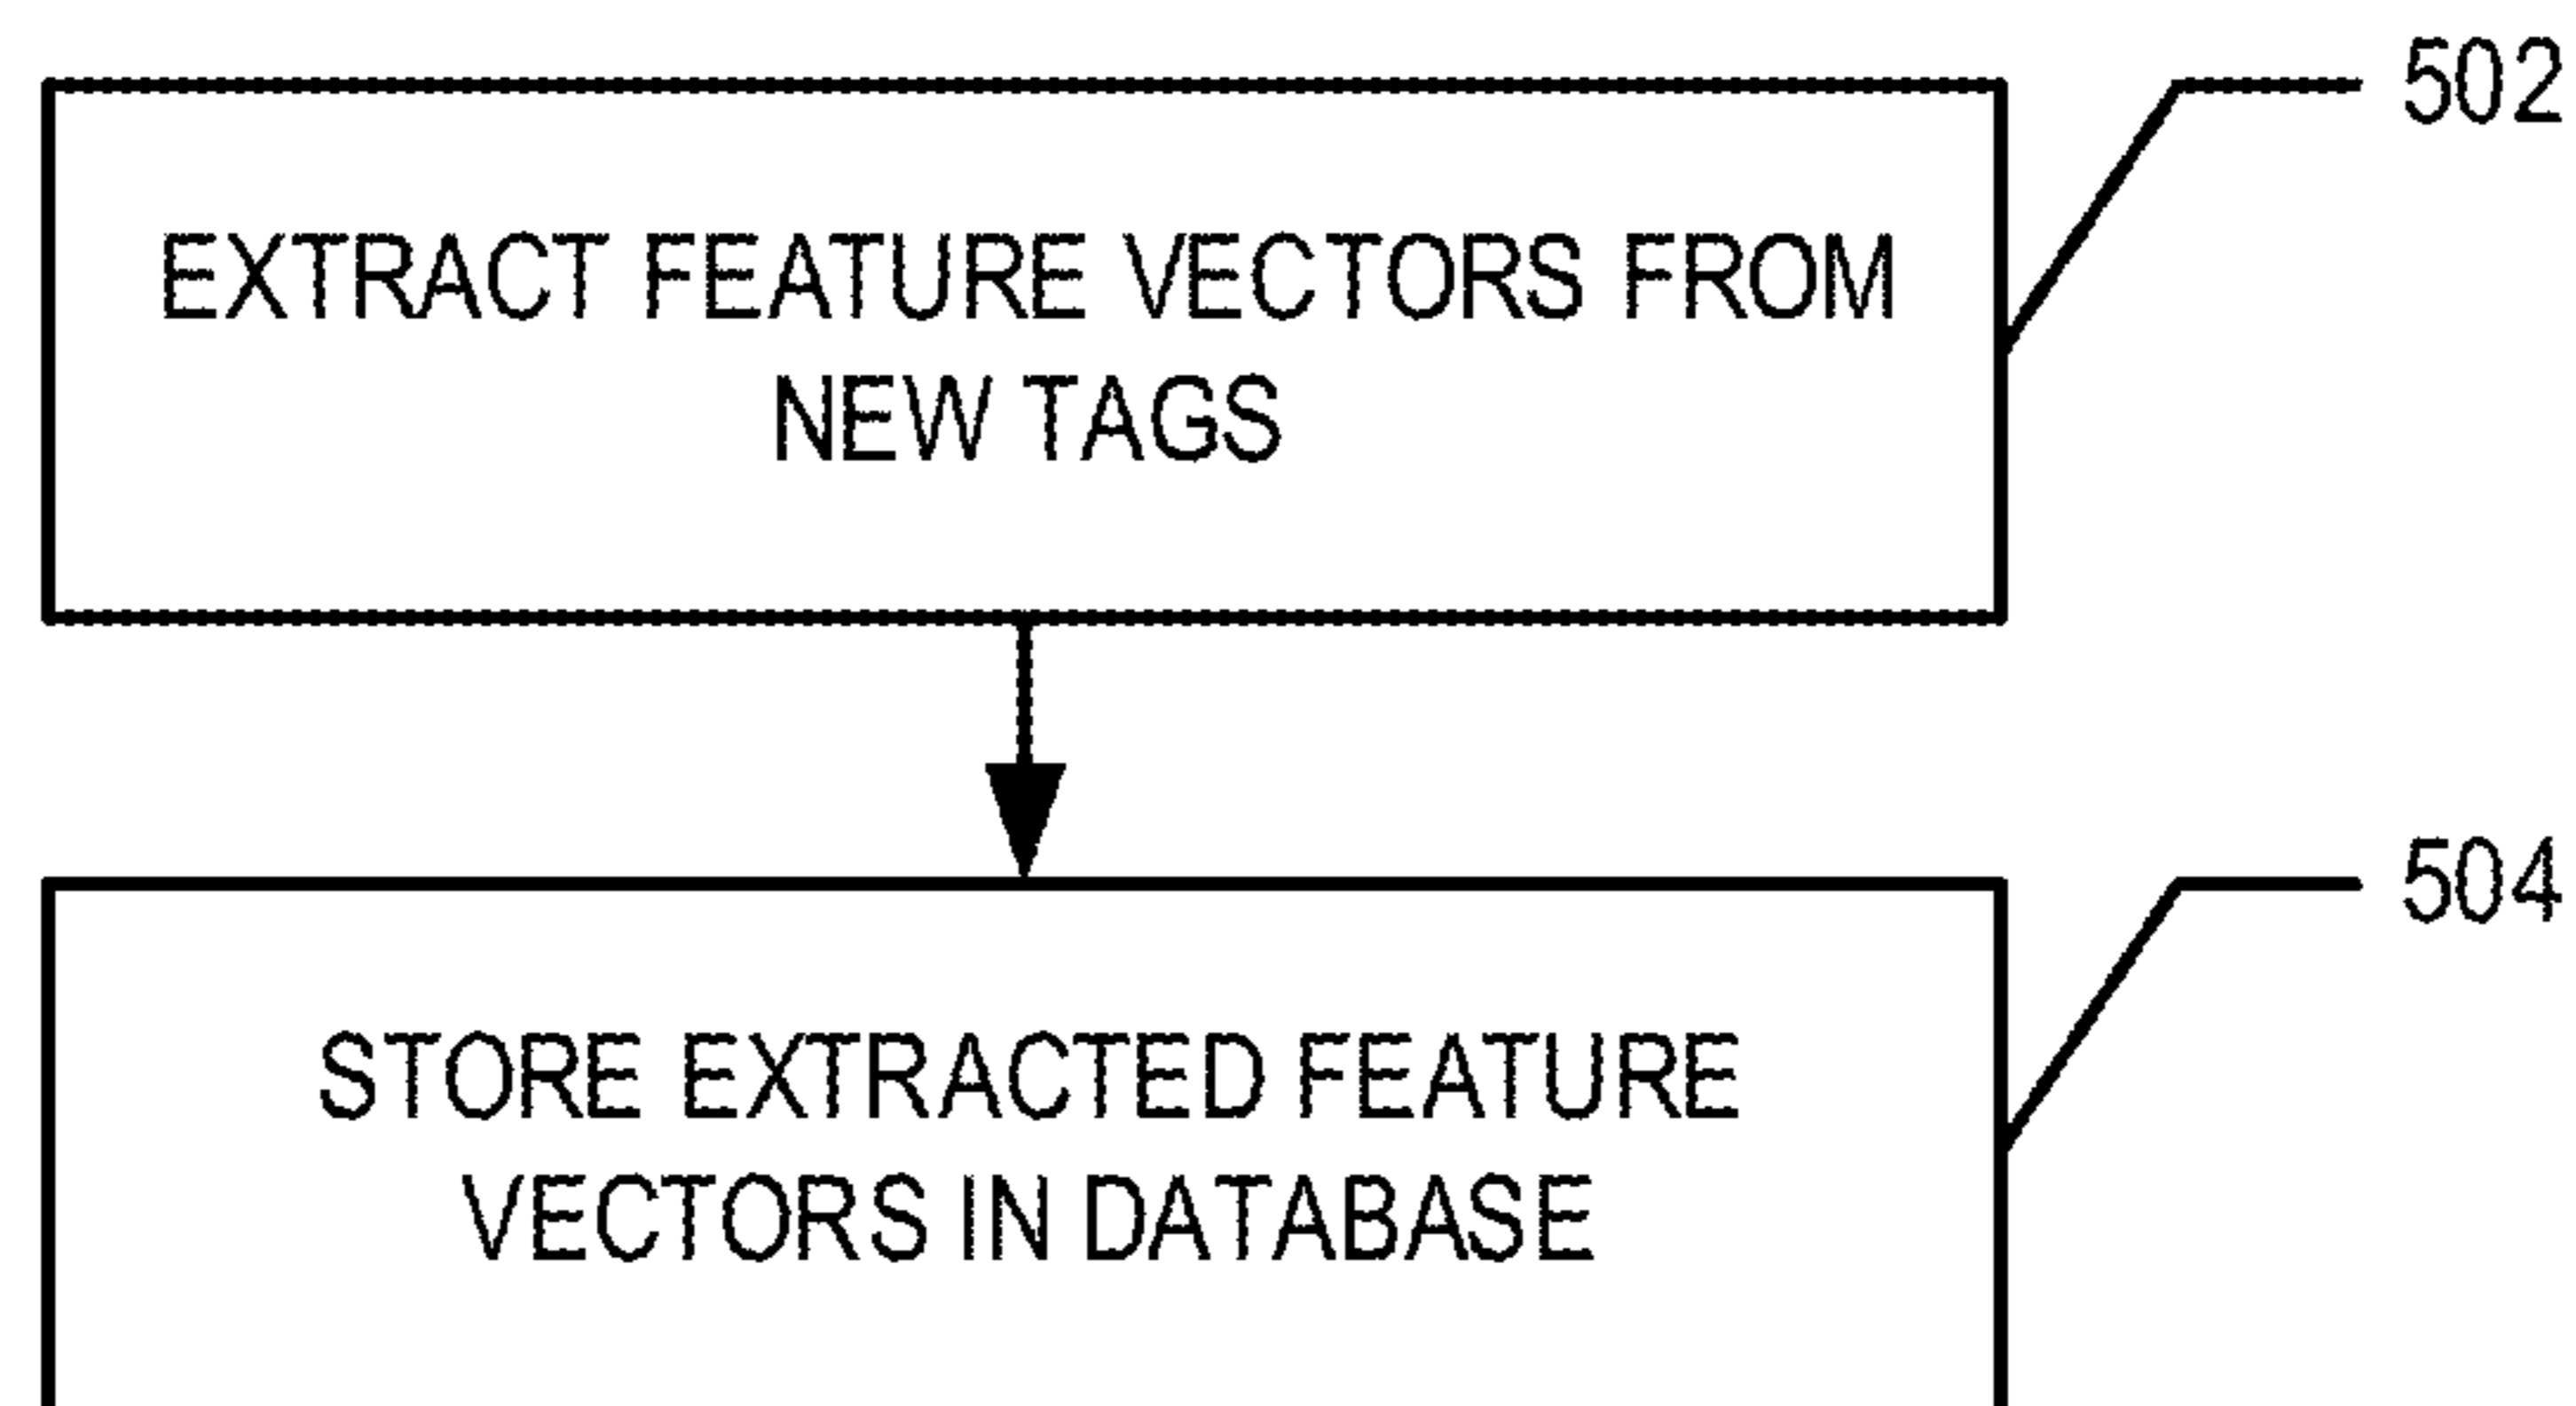 502
EXTRACT FEATURE VECTORS FROM
NEW TAGS
504
STORE EXTRACTED FEATURE
VECTORS IN DATABASE